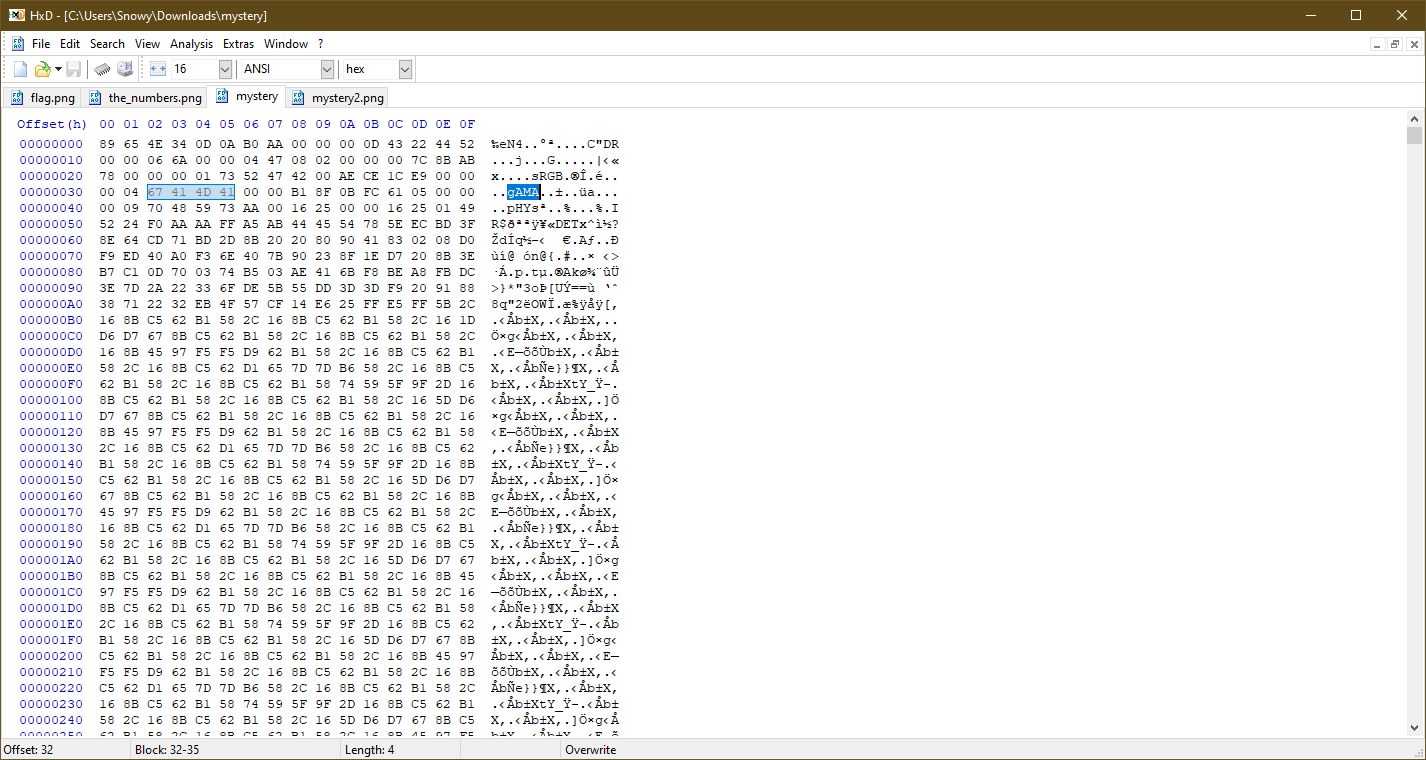 HxD - [C:\Users\Snowy\Downloads\mystery]
File Edit Search View Analysis Extras Window ?
16 ANSI hex
flag.png the_numbers.png mystery mystery2.png
Offset(h) 00 01 02 03 04 05 06 07 08 09 0A 0B 0C 0D 0E 0F
00000000 89 65 4E 34 0D 0A B0 AA 00 00 00 0D 43 22 44 52 ‰eN4..°ª....C"DR
00000010 00 00 06 6A 00 00 04 47 08 02 00 00 00 7C 8B AB ...j...G.....|‹«
00000020 78 00 00 00 01 73 52 47 42 00 AE CE 1C E9 00 00 x....sRGB.®Î.é..
00000030 00 04 67 41 4D 41 00 00 B1 8F 0B FC 61 05 00 00 ..gAMA..±..üa...
00000040 00 09 70 48 59 73 AA 00 16 25 00 00 16 25 01 49 ..pHYsª..%...%.I
00000050 52 24 F0 AA AA FF A5 AB 44 45 54 78 5E EC BD 3F R$ðªªÿ¥«DETx^ì½?
00000060 8E 64 CD 71 BD 2D 8B 20 20 80 90 41 83 02 08 D0 ŽdÍq½-‹  €.Aƒ..Ð
00000070 F9 ED 40 A0 F3 6E 40 7B 90 23 8F 1E D7 20 8B 3E ùí@ ón@{.#..× ‹>
00000080 B7 C1 0D 70 03 74 B5 03 AE 41 6B F8 BE A8 FB DC ·Á.p.tµ.®Akø¾¨ûÜ
00000090 3E 7D 2A 22 33 6F DE 5B 55 DD 3D 3D F9 20 91 88 >}*"3oÞ[UÝ==ù ‘ˆ
000000A0 38 71 22 32 EB 4F 57 CF 14 E6 25 FF E5 FF 5B 2C 8q"2ëOWÏ.æ%ÿåÿ[,
000000B0 16 8B C5 62 B1 58 2C 16 8B C5 62 B1 58 2C 16 1D .‹Åb±X,.‹Åb±X,..
000000C0 D6 D7 67 8B C5 62 B1 58 2C 16 8B C5 62 B1 58 2C Ö×g‹Åb±X,.‹Åb±X,
000000D0 16 8B 45 97 F5 F5 D9 62 B1 58 2C 16 8B C5 62 B1 .‹E—õõÙb±X,.‹Åb±
000000E0 58 2C 16 8B C5 62 D1 65 7D 7D B6 58 2C 16 8B C5 X,.‹ÅbÑe}}¶X,.‹Å
000000F0 62 B1 58 2C 16 8B C5 62 B1 58 74 59 5F 9F 2D 16 b±X,.‹Åb±XtY_Ÿ-.
00000100 8B C5 62 B1 58 2C 16 8B C5 62 B1 58 2C 16 5D D6 ‹Åb±X,.‹Åb±X,.]Ö
00000110 D7 67 8B C5 62 B1 58 2C 16 8B C5 62 B1 58 2C 16 ×g‹Åb±X,.‹Åb±X,.
00000120 8B 45 97 F5 F5 D9 62 B1 58 2C 16 8B C5 62 B1 58 ‹E—õõÙb±X,.‹Åb±X
00000130 2C 16 8B C5 62 D1 65 7D 7D B6 58 2C 16 8B C5 62 ,.‹ÅbÑe}}¶X,.‹Åb
00000140 B1 58 2C 16 8B C5 62 B1 58 74 59 5F 9F 2D 16 8B ±X,.‹Åb±XtY_Ÿ-.‹
00000150 C5 62 B1 58 2C 16 8B C5 62 B1 58 2C 16 5D D6 D7 Åb±X,.‹Åb±X,.]Ö×
00000160 67 8B C5 62 B1 58 2C 16 8B C5 62 B1 58 2C 16 8B g‹Åb±X,.‹Åb±X,.‹
00000170 45 97 F5 F5 D9 62 B1 58 2C 16 8B C5 62 B1 58 2C E—õõÙb±X,.‹Åb±X,
00000180 16 8B C5 62 D1 65 7D 7D B6 58 2C 16 8B C5 62 B1 .‹ÅbÑe}}¶X,.‹Åb±
00000190 58 2C 16 8B C5 62 B1 58 74 59 5F 9F 2D 16 8B C5 X,.‹Åb±XtY_Ÿ-.‹Å
000001A0 62 B1 58 2C 16 8B C5 62 B1 58 2C 16 5D D6 D7 67 b±X,.‹Åb±X,.]Ö×g
000001B0 8B C5 62 B1 58 2C 16 8B C5 62 B1 58 2C 16 8B 45 ‹Åb±X,.‹Åb±X,.‹E
000001C0 97 F5 F5 D9 62 B1 58 2C 16 8B C5 62 B1 58 2C 16 —õõÙb±X,.‹Åb±X,.
000001D0 8B C5 62 D1 65 7D 7D B6 58 2C 16 8B C5 62 B1 58 ‹ÅbÑe}}¶X,.‹Åb±X
000001E0 2C 16 8B C5 62 B1 58 74 59 5F 9F 2D 16 8B C5 62 ,.‹Åb±XtY_Ÿ-.‹Åb
000001F0 B1 58 2C 16 8B C5 62 B1 58 2C 16 5D D6 D7 67 8B ±X,.‹Åb±X,.]Ö×g‹
00000200 C5 62 B1 58 2C 16 8B C5 62 B1 58 2C 16 8B 45 97 Åb±X,.‹Åb±X,.‹E—
00000210 F5 F5 D9 62 B1 58 2C 16 8B C5 62 B1 58 2C 16 8B õõÙb±X,.‹Åb±X,.‹
00000220 C5 62 D1 65 7D 7D B6 58 2C 16 8B C5 62 B1 58 2C ÅbÑe}}¶X,.‹Åb±X,
00000230 16 8B C5 62 B1 58 74 59 5F 9F 2D 16 8B C5 62 B1 .‹Åb±XtY_Ÿ-.‹Åb±
00000240 58 2C 16 8B C5 62 B1 58 2C 16 5D D6 D7 67 8B C5 X,.‹Åb±X,.]Ö×g‹Å
Offset: 32 Block: 32-35 Length: 4 Overwrite